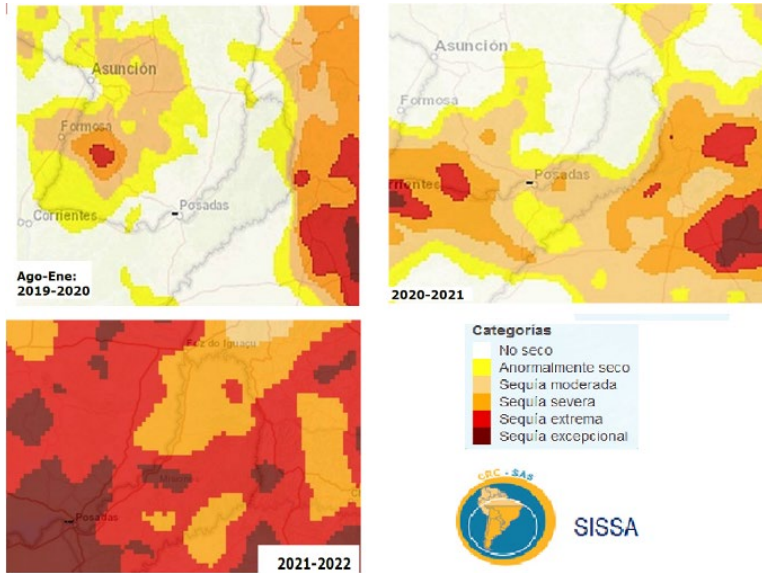 Asunción
Formosa
Corrientes
Posadas
Ago-Ene:
2019-2020
Asunción
Formosa
Posadas
rrientes
2020-2021
Foz do Iguaçu
Misiones
Posadas
2021-2022
Categorías
No seco
Anormalmente seco
Sequía moderada
Sequía severa
Sequía extrema
Sequía excepcional
CRC - SAS
SISSA